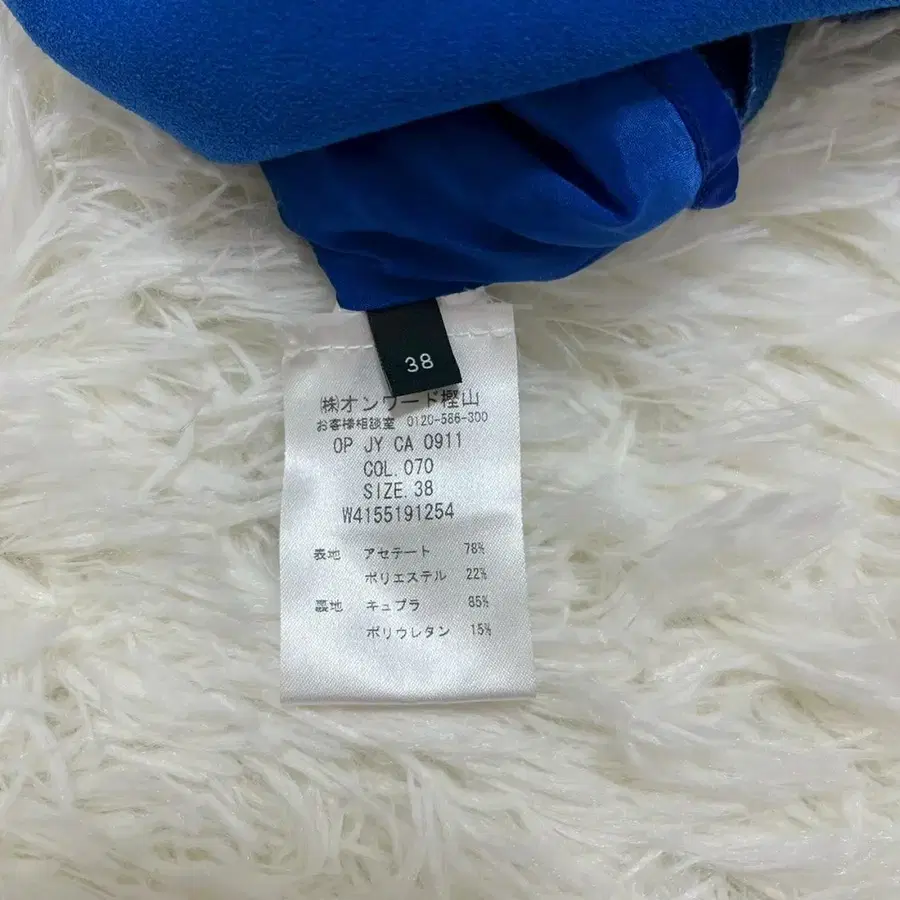 38
㈱オンワード樫山
お客様相談室 0120-586-300
OP JY CA 0911
COL.070
SIZE.38
W4155191254
表地 アセテート 78%
ポリエステル 22%
裏地 キュプラ 85%
ポリウレタン 15%